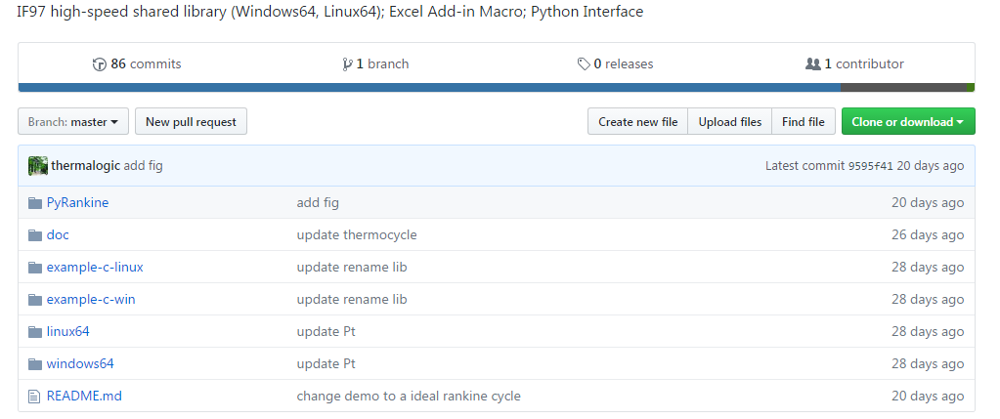 IF97 high-speed shared library (Windows64, Linux64); Excel Add-in Macro; Python Interface
86 commits 1 branch 0 releases 1 contributor
Branch: master New pull request Create new file Upload files Find file Clone or download
thermalogic add fig Latest commit 9595f41 20 days ago
PyRankine add fig 20 days ago
doc update thermocycle 26 days ago
example-c-linux update rename lib 28 days ago
example-c-win update rename lib 28 days ago
linux64 update Pt 28 days ago
windows64 update Pt 28 days ago
README.md change demo to a ideal rankine cycle 20 days ago